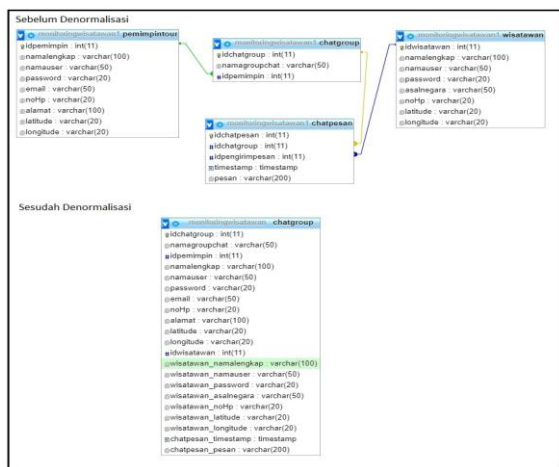 Sebelum Denormalisasi
monitoringwisatawan1 pemimpintour
idpemimpin : int(11)
namalengkap : varchar(100)
namauser : varchar(50)
password : varchar(20)
email : varchar(50)
noHp : varchar(20)
alamat : varchar(100)
latitude : varchar(20)
longitude : varchar(20)
monitoringwisatawan1 chatgroup
idchatgroup : int(11)
namagroupchat : varchar(50)
idpemimpin : int(11)
monitoringwisatawan1 wisatawan
idwisatawan : int(11)
namalengkap : varchar(100)
namauser : varchar(50)
password : varchar(20)
asalnegara : varchar(50)
noHp : varchar(20)
latitude : varchar(20)
longitude : varchar(20)
monitoringwisatawan1 chatpesan
idchatpesan : int(11)
idchatgroup : int(11)
idpengirimpesan : int(11)
timestamp : timestamp
pesan : varchar(200)
Sesudah Denormalisasi
monitoringwisatawan chatgroup
idchatgroup : int(11)
namagroupchat : varchar(50)
idpemimpin : int(11)
namalengkap : varchar(100)
namauser : varchar(50)
password : varchar(20)
email : varchar(50)
noHp : varchar(20)
alamat : varchar(100)
latitude : varchar(20)
longitude : varchar(20)
idwisatawan : int(11)
wisatawan_namalengkap : varchar(100)
wisatawan_namauser : varchar(50)
wisatawan_password : varchar(20)
wisatawan_asalnegara : varchar(50)
wisatawan_noHp : varchar(20)
wisatawan_latitude : varchar(20)
wisatawan_longitude : varchar(20)
chatpesan_timestamp : timestamp
chatpesan_pesan : varchar(200)